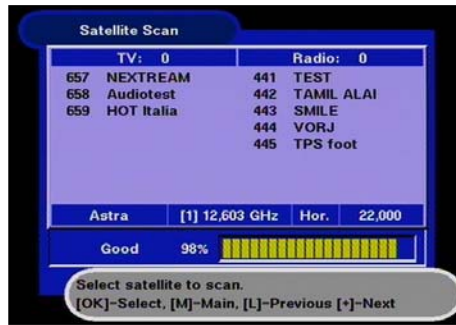 Satellite Scan
TV: 0 Radio: 0
657 NEXTREAM 441 TEST
658 Audiotest 442 TAMIL ALAI
659 HOT Italia 443 SMILE
444 VORJ
445 TPS foot
Astra [1] 12,603 GHz Hor. 22,000
Good 98%
Select satellite to scan.
[OK]-Select, [M]-Main, [L]-Previous [+]-Next